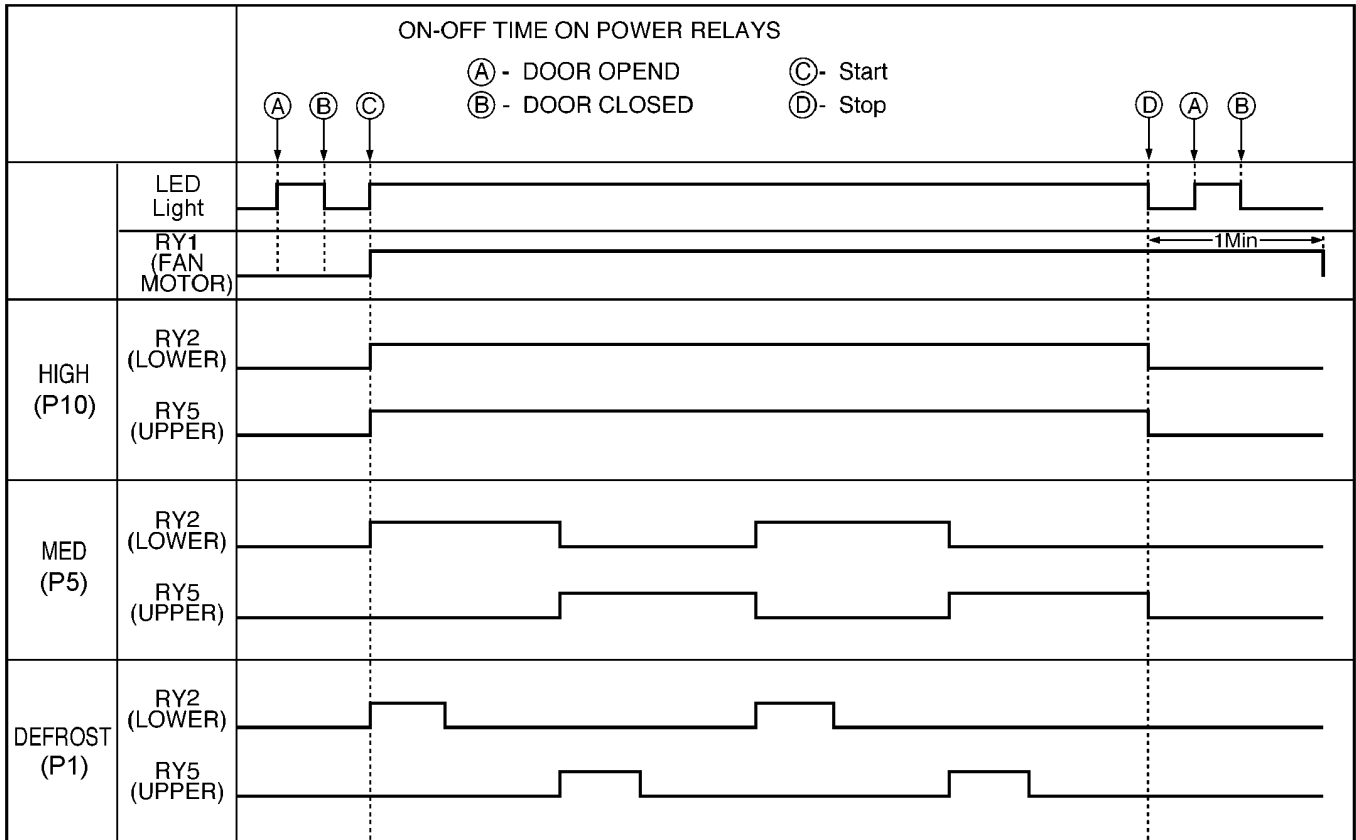 ON-OFF TIME ON POWER RELAYS
Ⓐ - DOOR OPEND Ⓒ- Start
Ⓑ - DOOR CLOSED Ⓓ- Stop
Ⓐ Ⓑ Ⓒ Ⓓ Ⓐ Ⓑ
LED
Light
RY1
(FAN
MOTOR)
1Min
HIGH
(P10)
RY2
(LOWER)
RY5
(UPPER)
MED
(P5)
RY2
(LOWER)
RY5
(UPPER)
DEFROST
(P1)
RY2
(LOWER)
RY5
(UPPER)